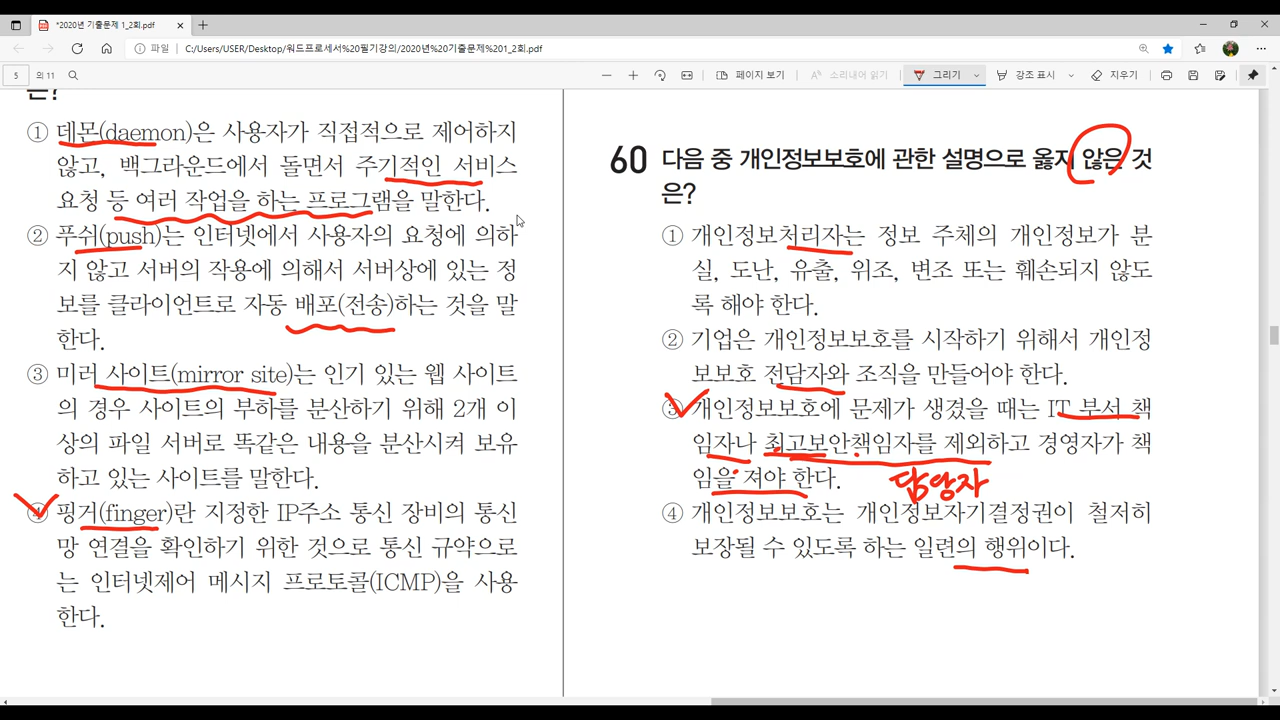 *2020년 기출문제 1_2회.pdf
파일
C:/Users/USER/Desktop/워드프로세서%20필기강의/2020년%20기출문제%201_2회.pdf
5
의 11
페이지 보기
소리내어 읽기
그리기
강조 표시
지우기
은?
① 데몬(daemon)은 사용자가 직접적으로 제어하지
않고, 백그라운드에서 돌면서 주기적인 서비스
요청 등 여러 작업을 하는 프로그램을 말한다.
② 푸쉬(push)는 인터넷에서 사용자의 요청에 의하
지 않고 서버의 작용에 의해서 서버상에 있는 정
보를 클라이언트로 자동 배포(전송)하는 것을 말
한다.
③ 미러 사이트(mirror site)는 인기 있는 웹 사이트
의 경우 사이트의 부하를 분산하기 위해 2개 이
상의 파일 서버로 똑같은 내용을 분산시켜 보유
하고 있는 사이트를 말한다.
④ 핑거(finger)란 지정한 IP주소 통신 장비의 통신
망 연결을 확인하기 위한 것으로 통신 규약으로
는 인터넷제어 메시지 프로토콜(ICMP)을 사용
한다.
60 다음 중 개인정보보호에 관한 설명으로 옳지 않은 것
은?
① 개인정보처리자는 정보 주체의 개인정보가 분
실, 도난, 유출, 위조, 변조 또는 훼손되지 않도
록 해야 한다.
② 기업은 개인정보보호를 시작하기 위해서 개인정
보보호 전담자와 조직을 만들어야 한다.
③ 개인정보보호에 문제가 생겼을 때는 IT 부서 책
임자나 최고보안책임자를 제외하고 경영자가 책
임을 져야 한다.
담당자
④ 개인정보보호는 개인정보자기결정권이 철저히
보장될 수 있도록 하는 일련의 행위이다.